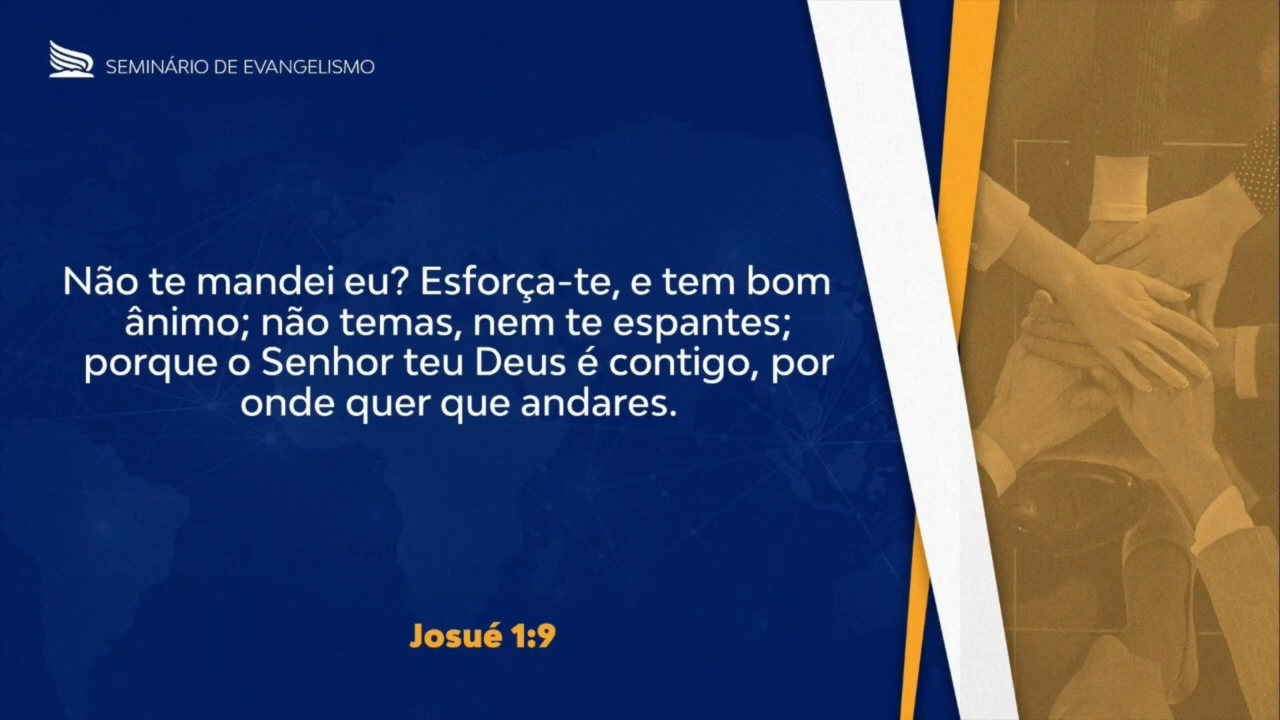 SEMINÁRIO DE EVANGELISMO
Não te mandei eu? Esforça-te, e tem bom
ânimo; não temas, nem te espantes;
porque o Senhor teu Deus é contigo, por
onde quer que andares.
Josué 1:9